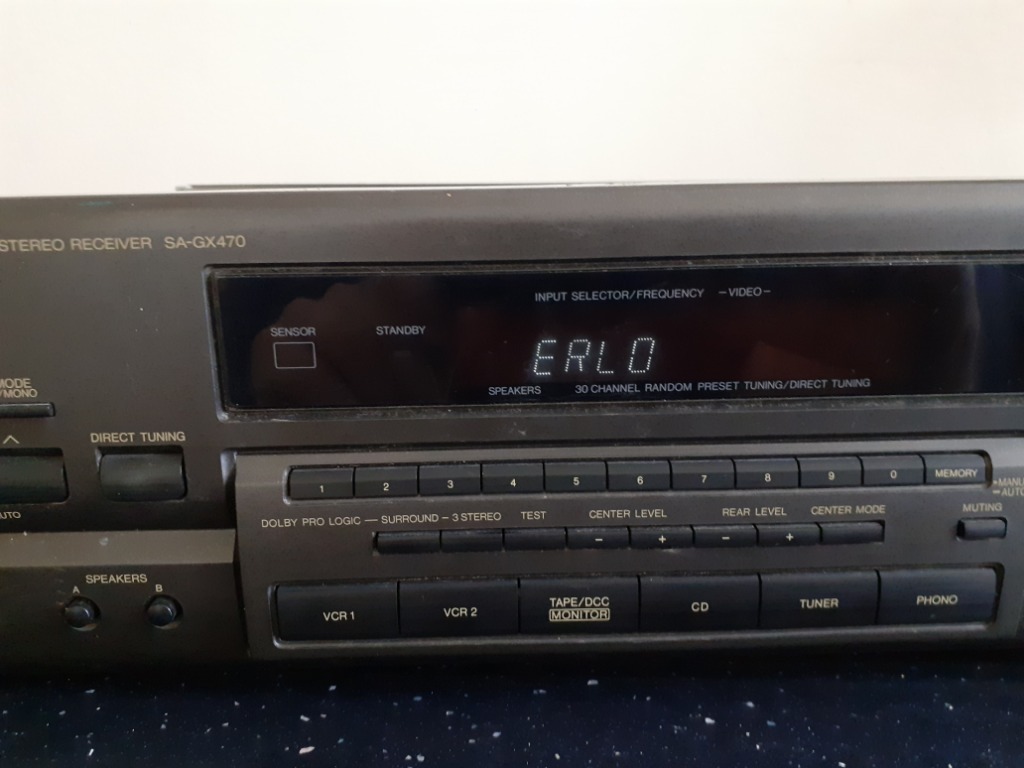 STEREO RECEIVER SA-GX470
INPUT SELECTOR/FREQUENCY -VIDEO-
SENSOR STANDBY
ERLO
SPEAKERS 30 CHANNEL RANDOM PRESET TUNING/DIRECT TUNING
MODE
/MONO
DIRECT TUNING
1 2 3 4 5 6 7 8 9 0 MEMORY
MANU
AUTO
AUTO
DOLBY PRO LOGIC — SURROUND – 3 STEREO TEST CENTER LEVEL REAR LEVEL CENTER MODE MUTING
– + – +
SPEAKERS
A B
VCR 1 VCR 2 TAPE/DCC CD TUNER PHONO
MONITOR